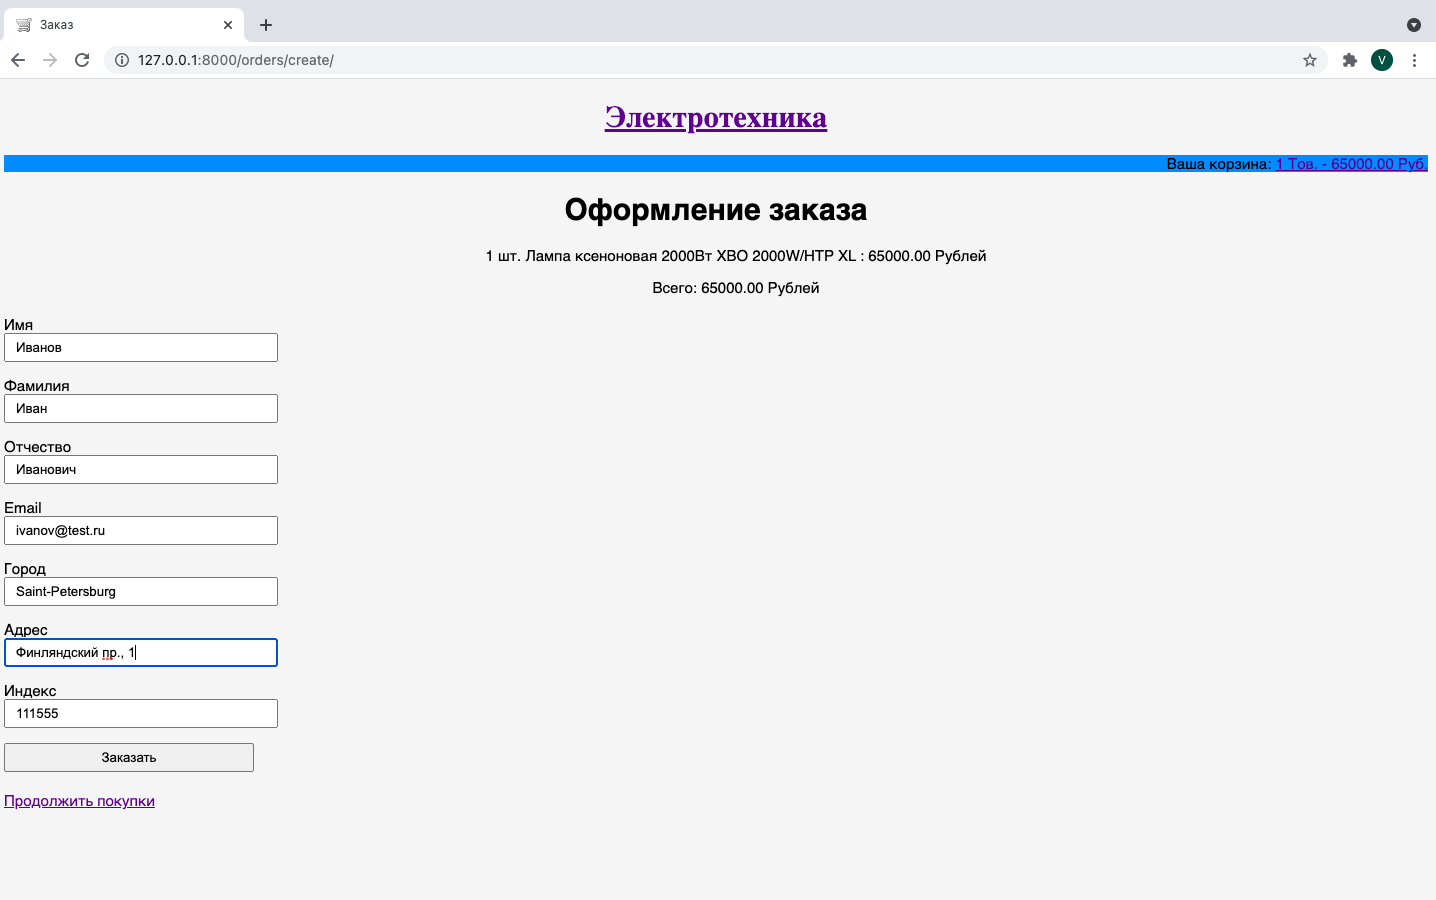 Заказ
127.0.0.1:8000/orders/create/
V
Электротехника
Ваша корзина: 1 Тов. - 65000.00 Руб.
Оформление заказа
1 шт. Лампа ксеноновая 2000Вт XBO 2000W/HTP XL : 65000.00 Рублей
Всего: 65000.00 Рублей
Имя
Иванов
Фамилия
Иван
Отчество
Иванович
Email
ivanov@test.ru
Город
Saint-Petersburg
Адрес
Финляндский пр., 1
Индекс
111555
Заказать
Продолжить покупки